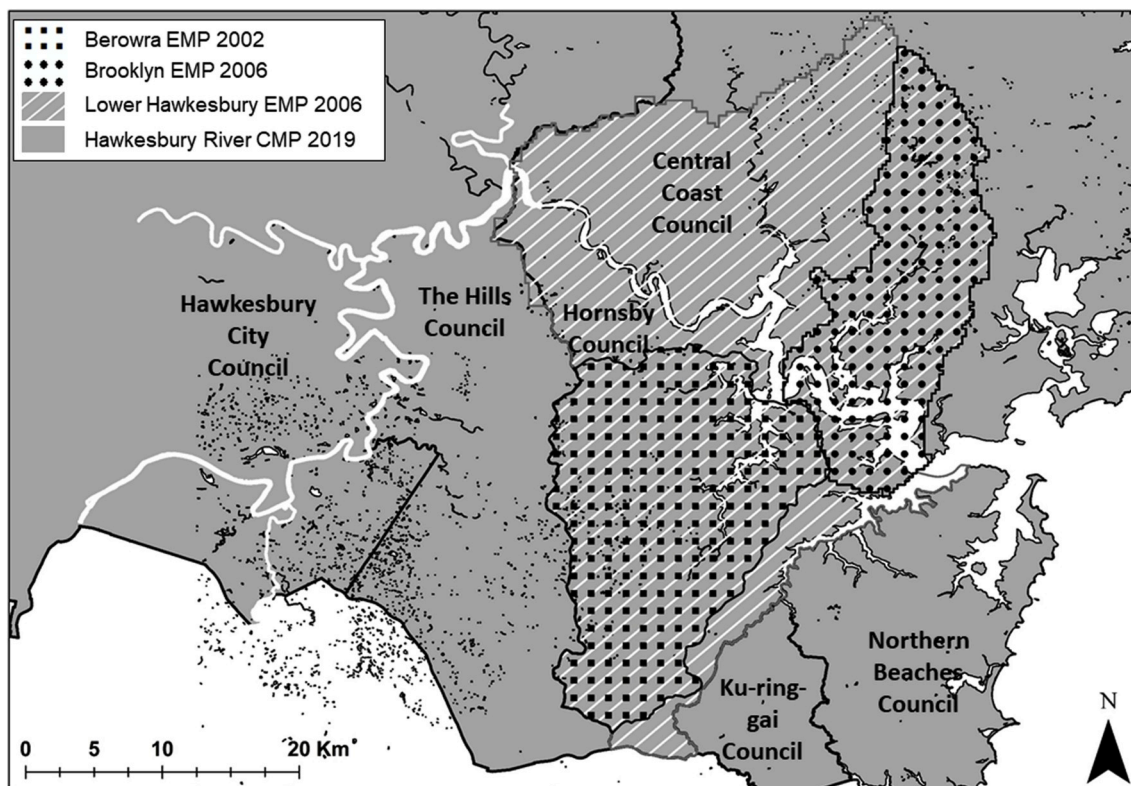 Berowra EMP 2002
Brooklyn EMP 2006
Lower Hawkesbury EMP 2006
Hawkesbury River CMP 2019
Central
Coast
Council
Hawkesbury
City
Council
The Hills
Council
Hornsby
Council
Northern
Beaches
Council
Ku-ring-
gai
Council
N
0 5 10 20 Km